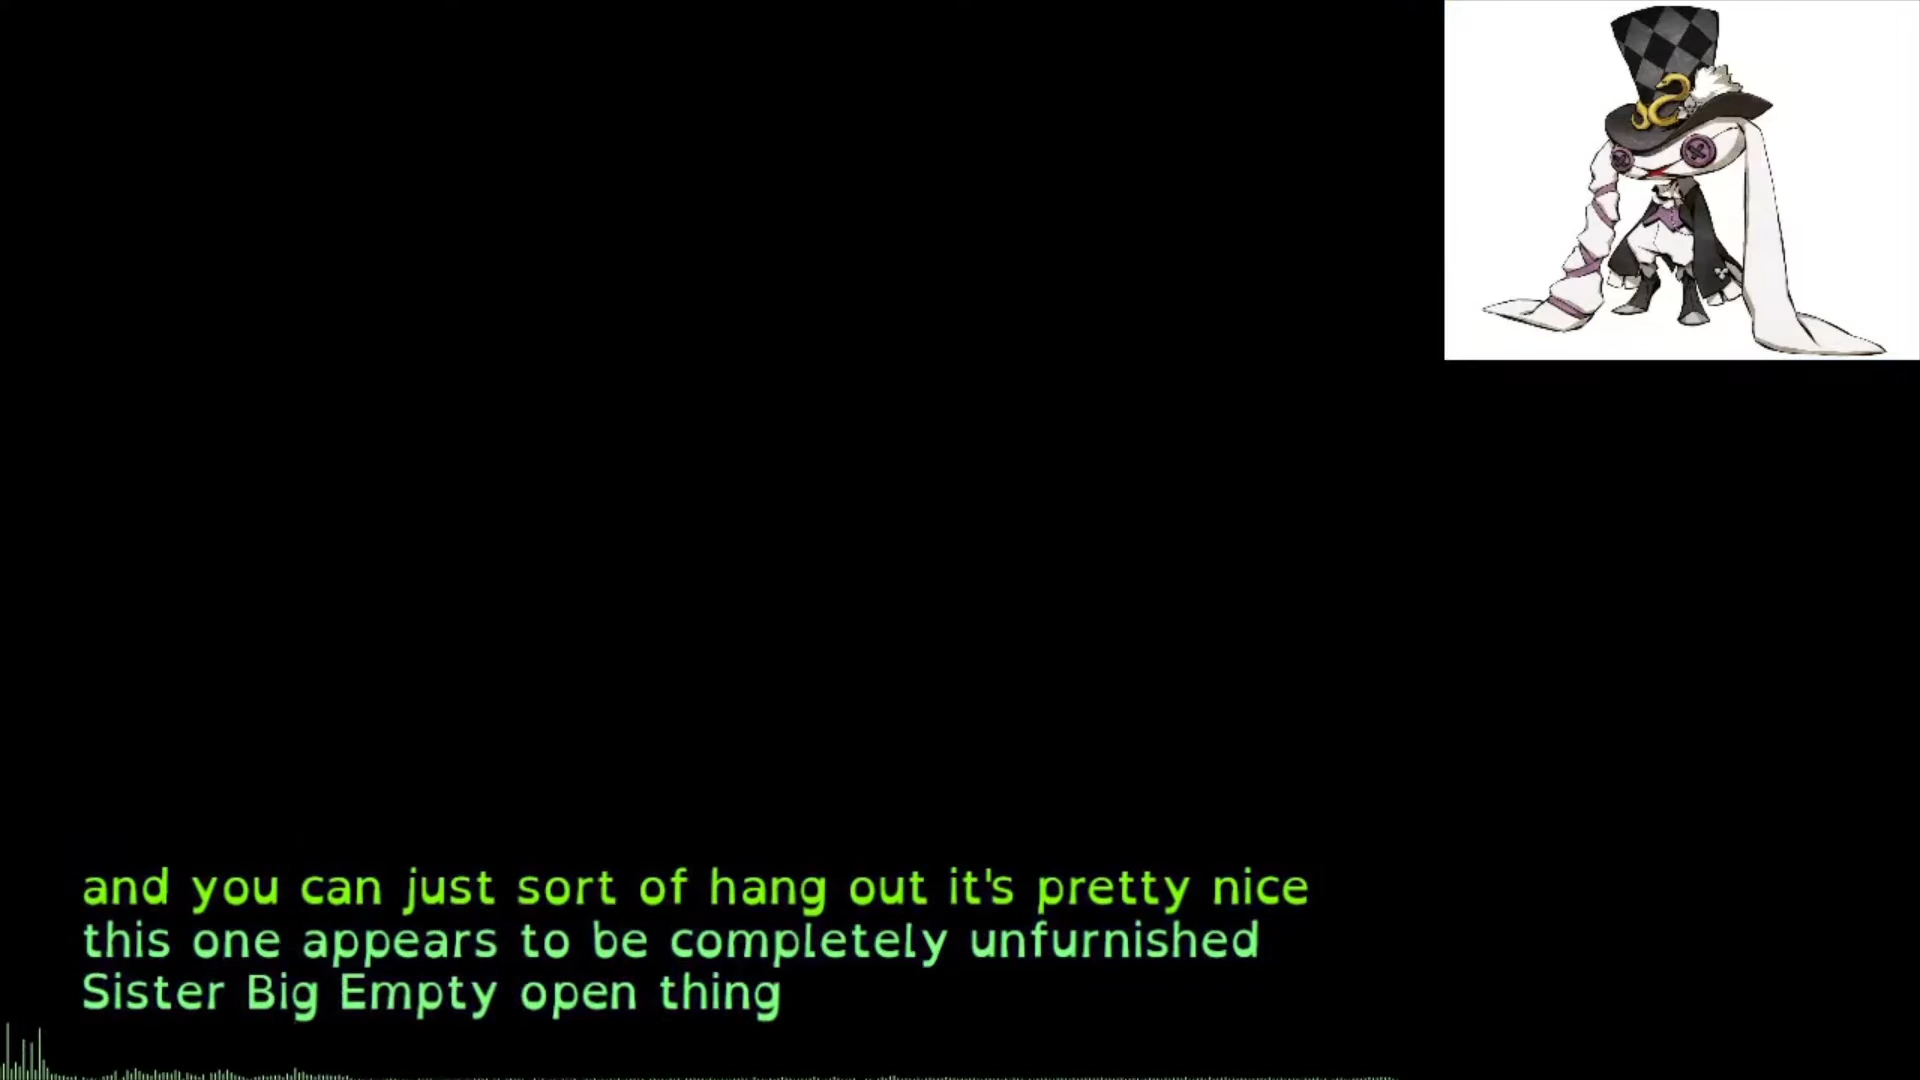 and you can just sort of hang out it's pretty nice
this one appears to be completely unfurnished
Sister Big Empty open thing